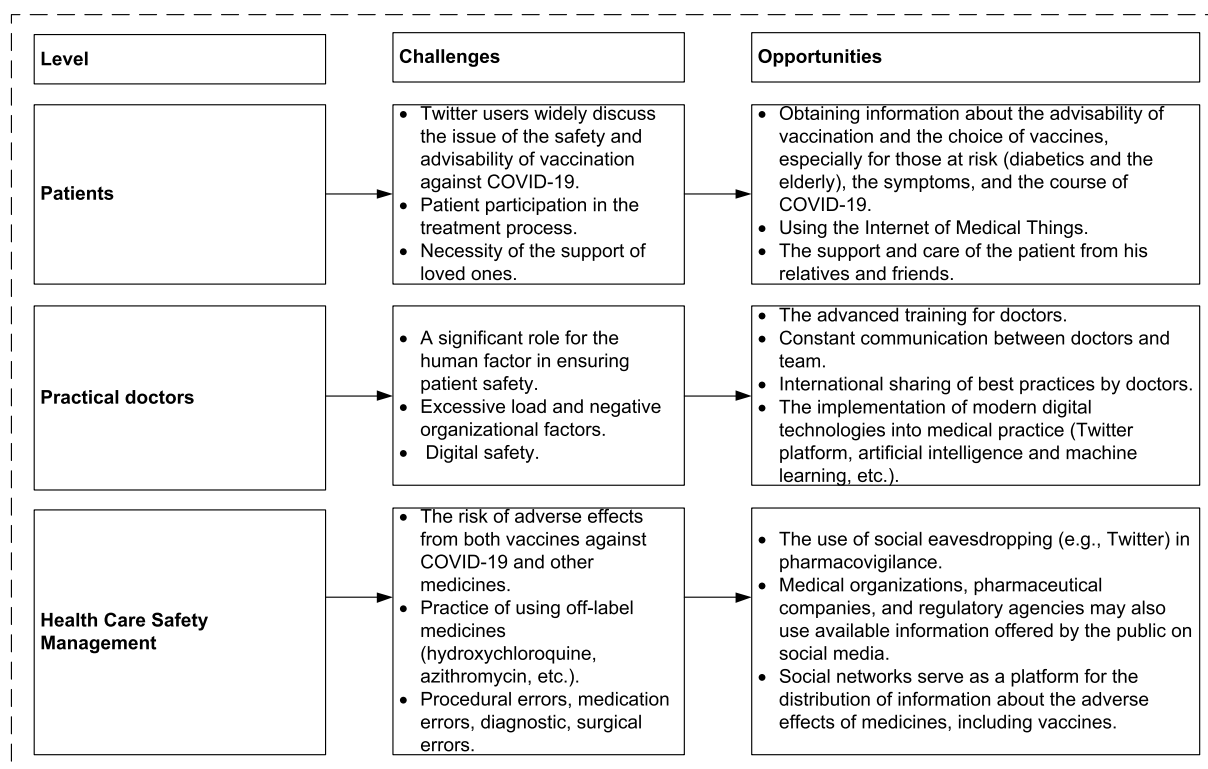 Level
Challenges
Opportunities
Patients
• Twitter users widely discuss
the issue of the safety and
advisability of vaccination
against COVID-19.
• Patient participation in the
treatment process.
• Necessity of the support of
loved ones.
• Obtaining information about the advisability of
vaccination and the choice of vaccines,
especially for those at risk (diabetics and the
elderly), the symptoms, and the course of
COVID-19.
• Using the Internet of Medical Things.
• The support and care of the patient from his
relatives and friends.
Practical doctors
• A significant role for the
human factor in ensuring
patient safety.
• Excessive load and negative
organizational factors.
• Digital safety.
• The advanced training for doctors.
• Constant communication between doctors and
team.
• International sharing of best practices by doctors.
• The implementation of modern digital
technologies into medical practice (Twitter
platform, artificial intelligence and machine
learning, etc.).
Health Care Safety
Management
• The risk of adverse effects
from both vaccines against
COVID-19 and other
medicines.
• Practice of using off-label
medicines
(hydroxychloroquine,
azithromycin, etc.).
• Procedural errors, medication
errors, diagnostic, surgical
errors.
• The use of social eavesdropping (e.g., Twitter) in
pharmacovigilance.
• Medical organizations, pharmaceutical
companies, and regulatory agencies may also
use available information offered by the public on
social media.
• Social networks serve as a platform for the
distribution of information about the adverse
effects of medicines, including vaccines.